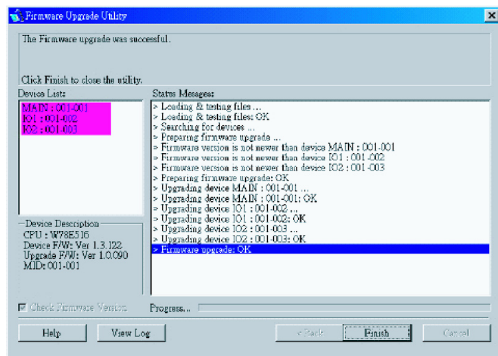 Firmware Upgrade Utility
The Firmware upgrade was successful.
Click Finish to close the utility.
Device List:
MAIN : 001-001
IO1 : 001-002
IO2 : 001-003
Status Messages:
> Loading & testing files ...
> Loading & testing files: OK
> Searching for devices ...
> Preparing firmware upgrade ...
> Firmware version is not newer than device MAIN : 001-001
> Firmware version is not newer than device IO1 : 001-002
> Firmware version is not newer than device IO2 : 001-003
> Preparing firmware upgrade: OK
> Upgrading device MAIN : 001-001 ...
> Upgrading device MAIN : 001-001: OK
> Upgrading device IO1 : 001-002 ...
> Upgrading device IO1 : 001-002: OK
> Upgrading device IO2 : 001-003 ...
> Upgrading device IO2 : 001-003: OK
> Firmware upgrade: OK
Device Description
CPU : W78E516
Device F/W: Ver 1.3.122
Upgrade F/W: Ver 1.0.090
MID: 001-001
Check Firmware Version
Progress...
Help
View Log
< Back
Finish
Cancel